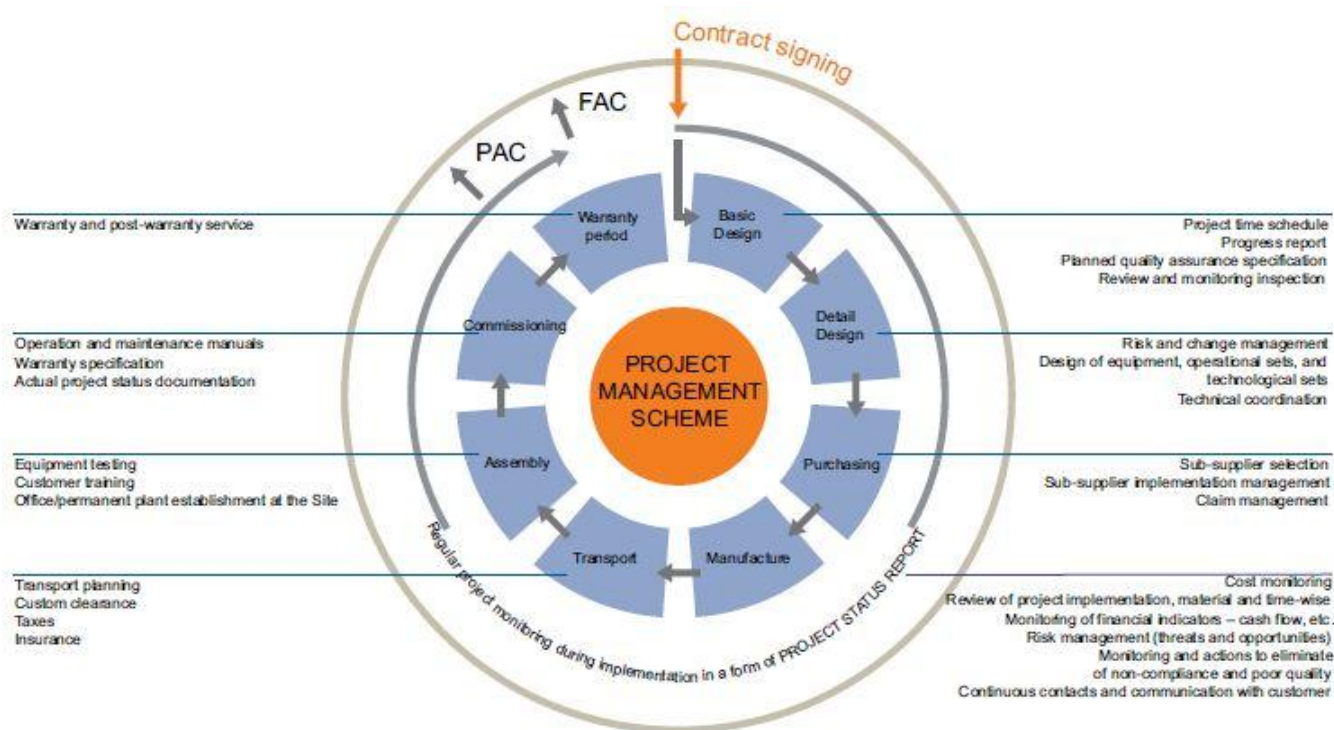 Contract signing
FAC
PAC
Warranty and post-warranty service
Operation and maintenance manuals
Warranty specification
Actual project status documentation
Equipment testing
Customer training
Office/permanent plant establishment at the Site
Transport planning
Custom clearance
Taxes
Insurance
Warranty
period
Basic
Design
Commissioning
Detail
Design
PROJECT
MANAGEMENT
SCHEME
Assembly
Purchasing
Transport
Manufacture
Regular project monitoring during implementation in a form of PROJECT STATUS REPORT
Project time schedule
Progress report
Planned quality assurance specification
Review and monitoring inspection
Risk and change management
Design of equipment, operational sets, and
technological sets
Technical coordination
Sub-supplier selection
Sub-supplier implementation management
Claim management
Cost monitoring
Review of project implementation, material and time-wise
Monitoring of financial indicators – cash flow, etc.
Risk management (threats and opportunities)
Monitoring and actions to eliminate
of non-compliance and poor quality
Continuous contacts and communication with customer